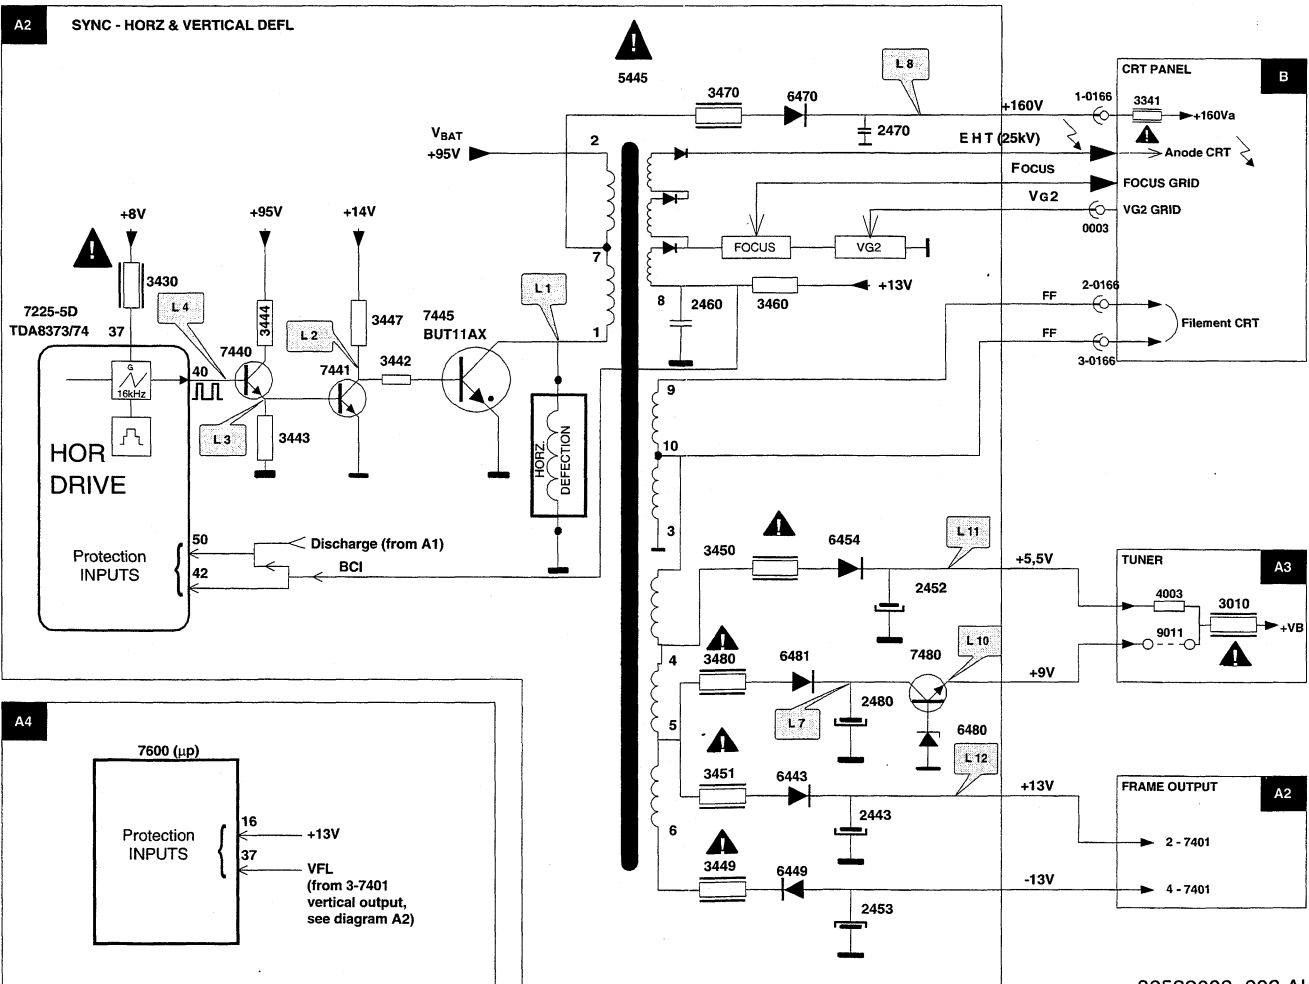 A2
SYNC - HORZ & VERTICAL DEFL
5445
L 8
CRT PANEL
B
3470
6470
+160V
1-0166
3341
+160Va
2470
VBAT
+95V
2
EHT (25kV)
Anode CRT
FOCUS
FOCUS GRID
VG2
VG2 GRID
0003
+8V
+95V
+14V
FOCUS
VG2
7
3430
L 4
L 1
8
2460
3460
+13V
FF
2-0166
7225-5D
TDA8373/74
37
3444
L 2
3447
7445
BUT11AX
1
Filement CRT
FF
3-0166
G
16kHz
40
7440
7441
3442
9
L 3
3443
HORZ.
DEFECTION
10
HOR
DRIVE
3
50
Discharge (from A1)
Protection
INPUTS
42
BCI
3450
6454
L 11
+5,5V
TUNER
A3
2452
4003
3010
+VB
9011
4
3480
6481
7480
L 10
+9V
L 7
2480
5
6480
A4
7600 (µp)
3451
6443
L 12
+13V
FRAME OUTPUT
A2
2443
Protection
INPUTS
16
+13V
6
2 - 7401
37
VFL
(from 3-7401
vertical output,
see diagram A2)
3449
6449
-13V
4 - 7401
2453